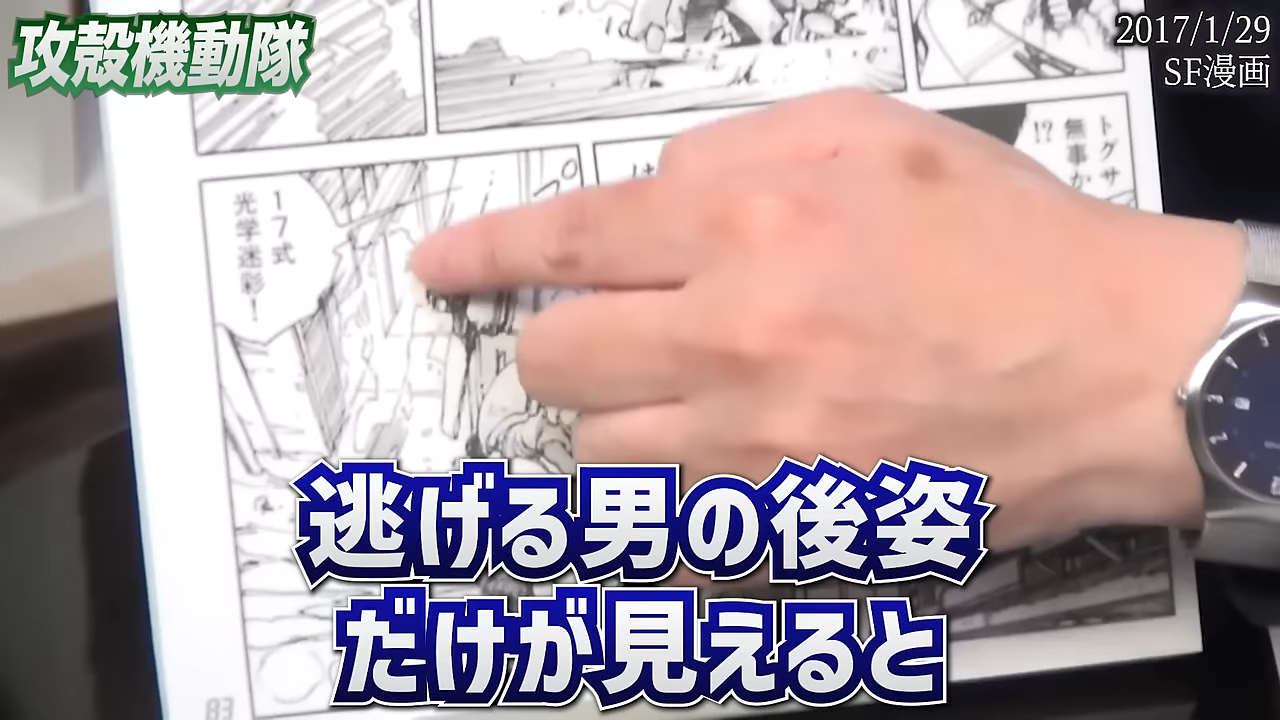 攻殻機動隊
2017/1/29
SF漫画
トグサ
無事か
!?
は
プ
17式
光学迷彩！
逃げる男の後姿
だけが見えると
83